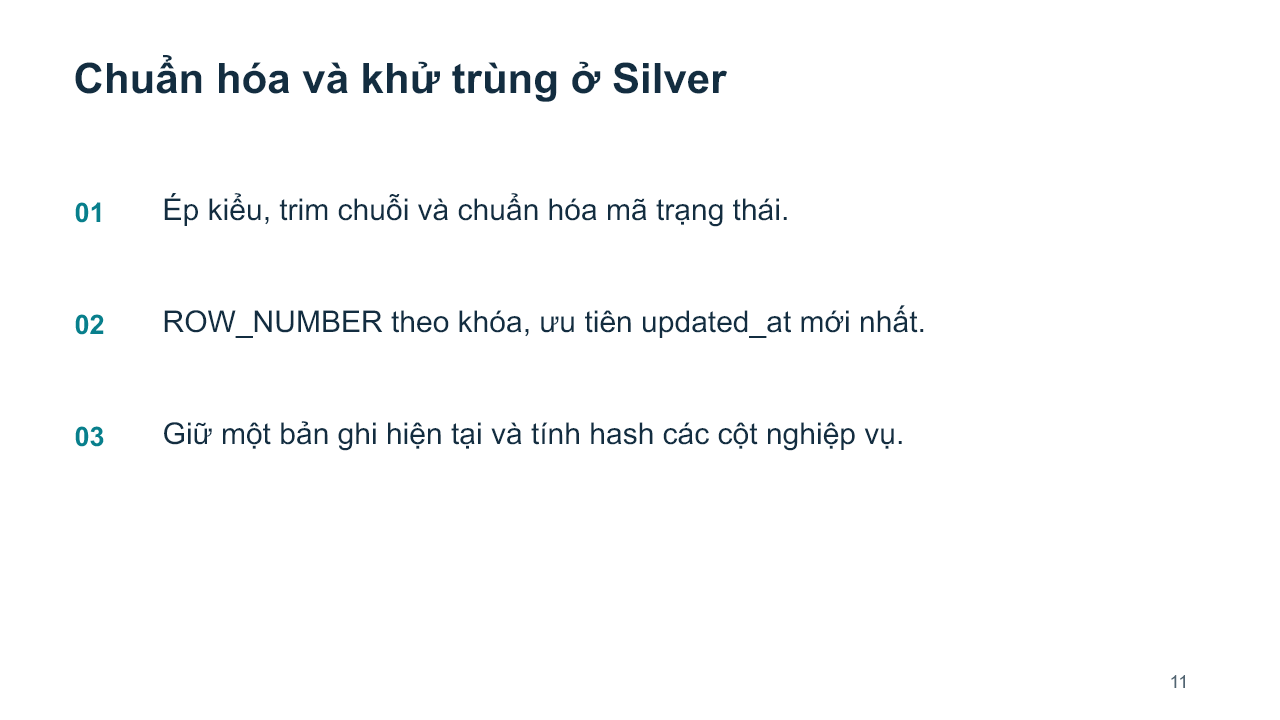 Chuẩn hóa và khử trùng ở Silver
01 Ép kiểu, trim chuỗi và chuẩn hóa mã trạng thái.
02 ROW_NUMBER theo khóa, ưu tiên updated_at mới nhất.
03 Giữ một bản ghi hiện tại và tính hash các cột nghiệp vụ.
11